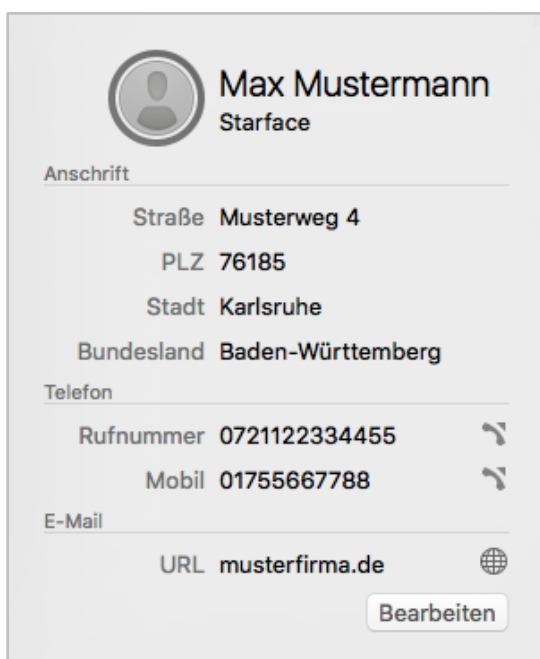 Max Mustermann
Starface
Anschrift
Straße Musterweg 4
PLZ 76185
Stadt Karlsruhe
Bundesland Baden-Württemberg
Telefon
Rufnummer 0721122334455
Mobil 01755667788
E-Mail
URL musterfirma.de
Bearbeiten